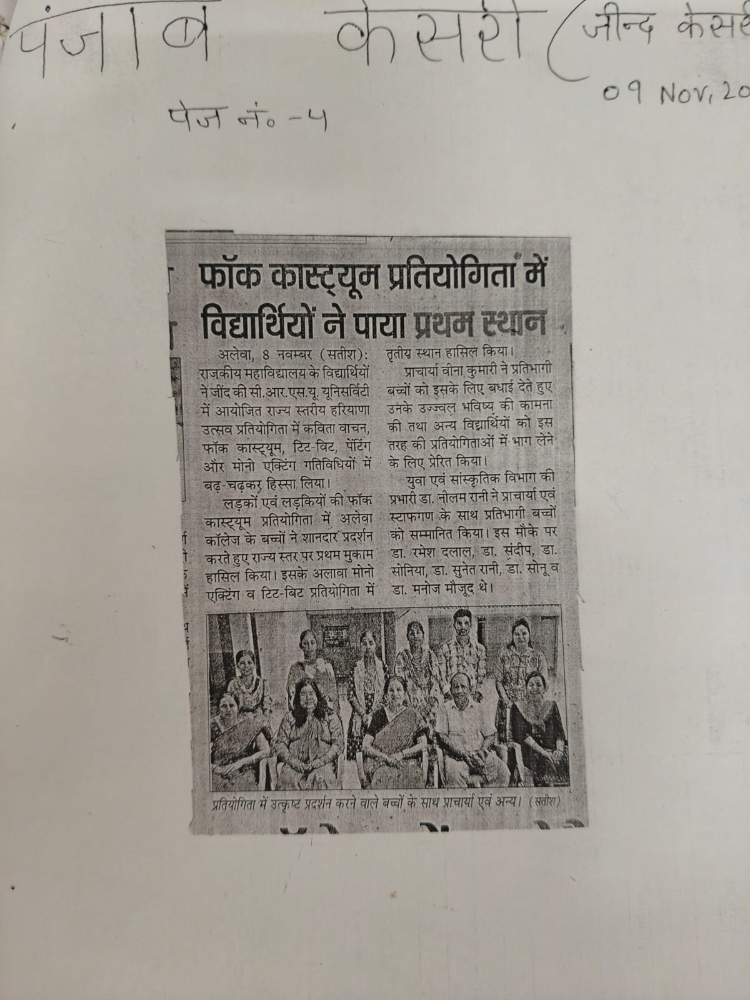 पंजाब केसरी (जीन्द केसरी
09 Nov, 20
पेज नं० -4
फॉक कास्ट्यूम प्रतियोगिता में
विद्यार्थियों ने पाया प्रथम स्थान
अलेवा, 8 नवम्बर (सतीश):
राजकीय महाविद्यालय के विद्यार्थियों
ने जींद की सी.आर.एस.यू. यूनिसर्विटी
में आयोजित राज्य स्तरीय हरियाणा
उत्सव प्रतियोगिता में कविता वाचन,
फॉक कास्ट्यूम, टिट-विट, पेंटिंग
और मोनो एक्टिंग गतिविधियों में
बढ़-चढ़कर हिस्सा लिया।
लड़कों एवं लड़कियों की फॉक
कास्ट्यूम प्रतियोगिता में अलेवा
कॉलेज के बच्चों ने शानदार प्रदर्शन
करते हुए राज्य स्तर पर प्रथम मुकाम
हासिल किया। इसके अलावा मोनो
एक्टिंग व टिट-बिट प्रतियोगिता में
तृतीय स्थान हासिल किया।
प्राचार्या वीना कुमारी ने प्रतिभागी
बच्चों को इसके लिए बधाई देते हुए
उनके उज्ज्वल भविष्य की कामना
की तथा अन्य विद्यार्थियों को इस
तरह की प्रतियोगिताओं में भाग लेने
के लिए प्रेरित किया।
युवा एवं सांस्कृतिक विभाग की
प्रभारी डा. नीलम रानी ने प्राचार्या एवं
स्टाफगण के साथ प्रतिभागी बच्चों
को सम्मानित किया। इस मौके पर
डा. रमेश दलाल, डा. संदीप, डा.
सोनिया, डा. सुनेत रानी, डा. सोनू व
डा. मनोज मौजूद थे।
प्रतियोगिता में उत्कृष्ट प्रदर्शन करने वाले बच्चों के साथ प्राचार्या एवं अन्य। (सतीश)